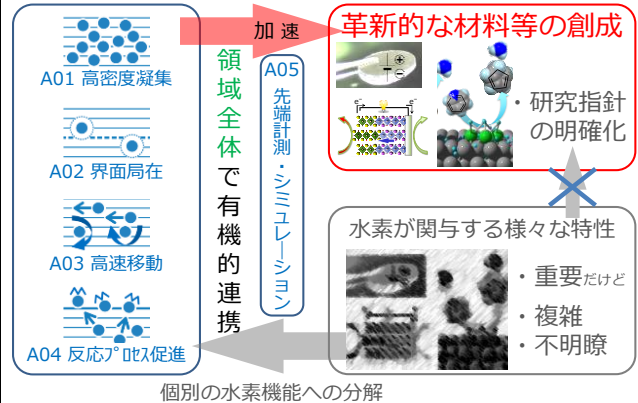 A01 高密度凝集
A02 界面局在
A03 高速移動
A04 反応プロセス促進
加 速
領域全体で有機的連携
A05
先端計測・シミュレーション
革新的な材料等の創成
+
−
e⁻
e⁻
・研究指針
の明確化
水素が関与する様々な特性
・重要だけど
・複雑
・不明瞭
個別の水素機能への分解